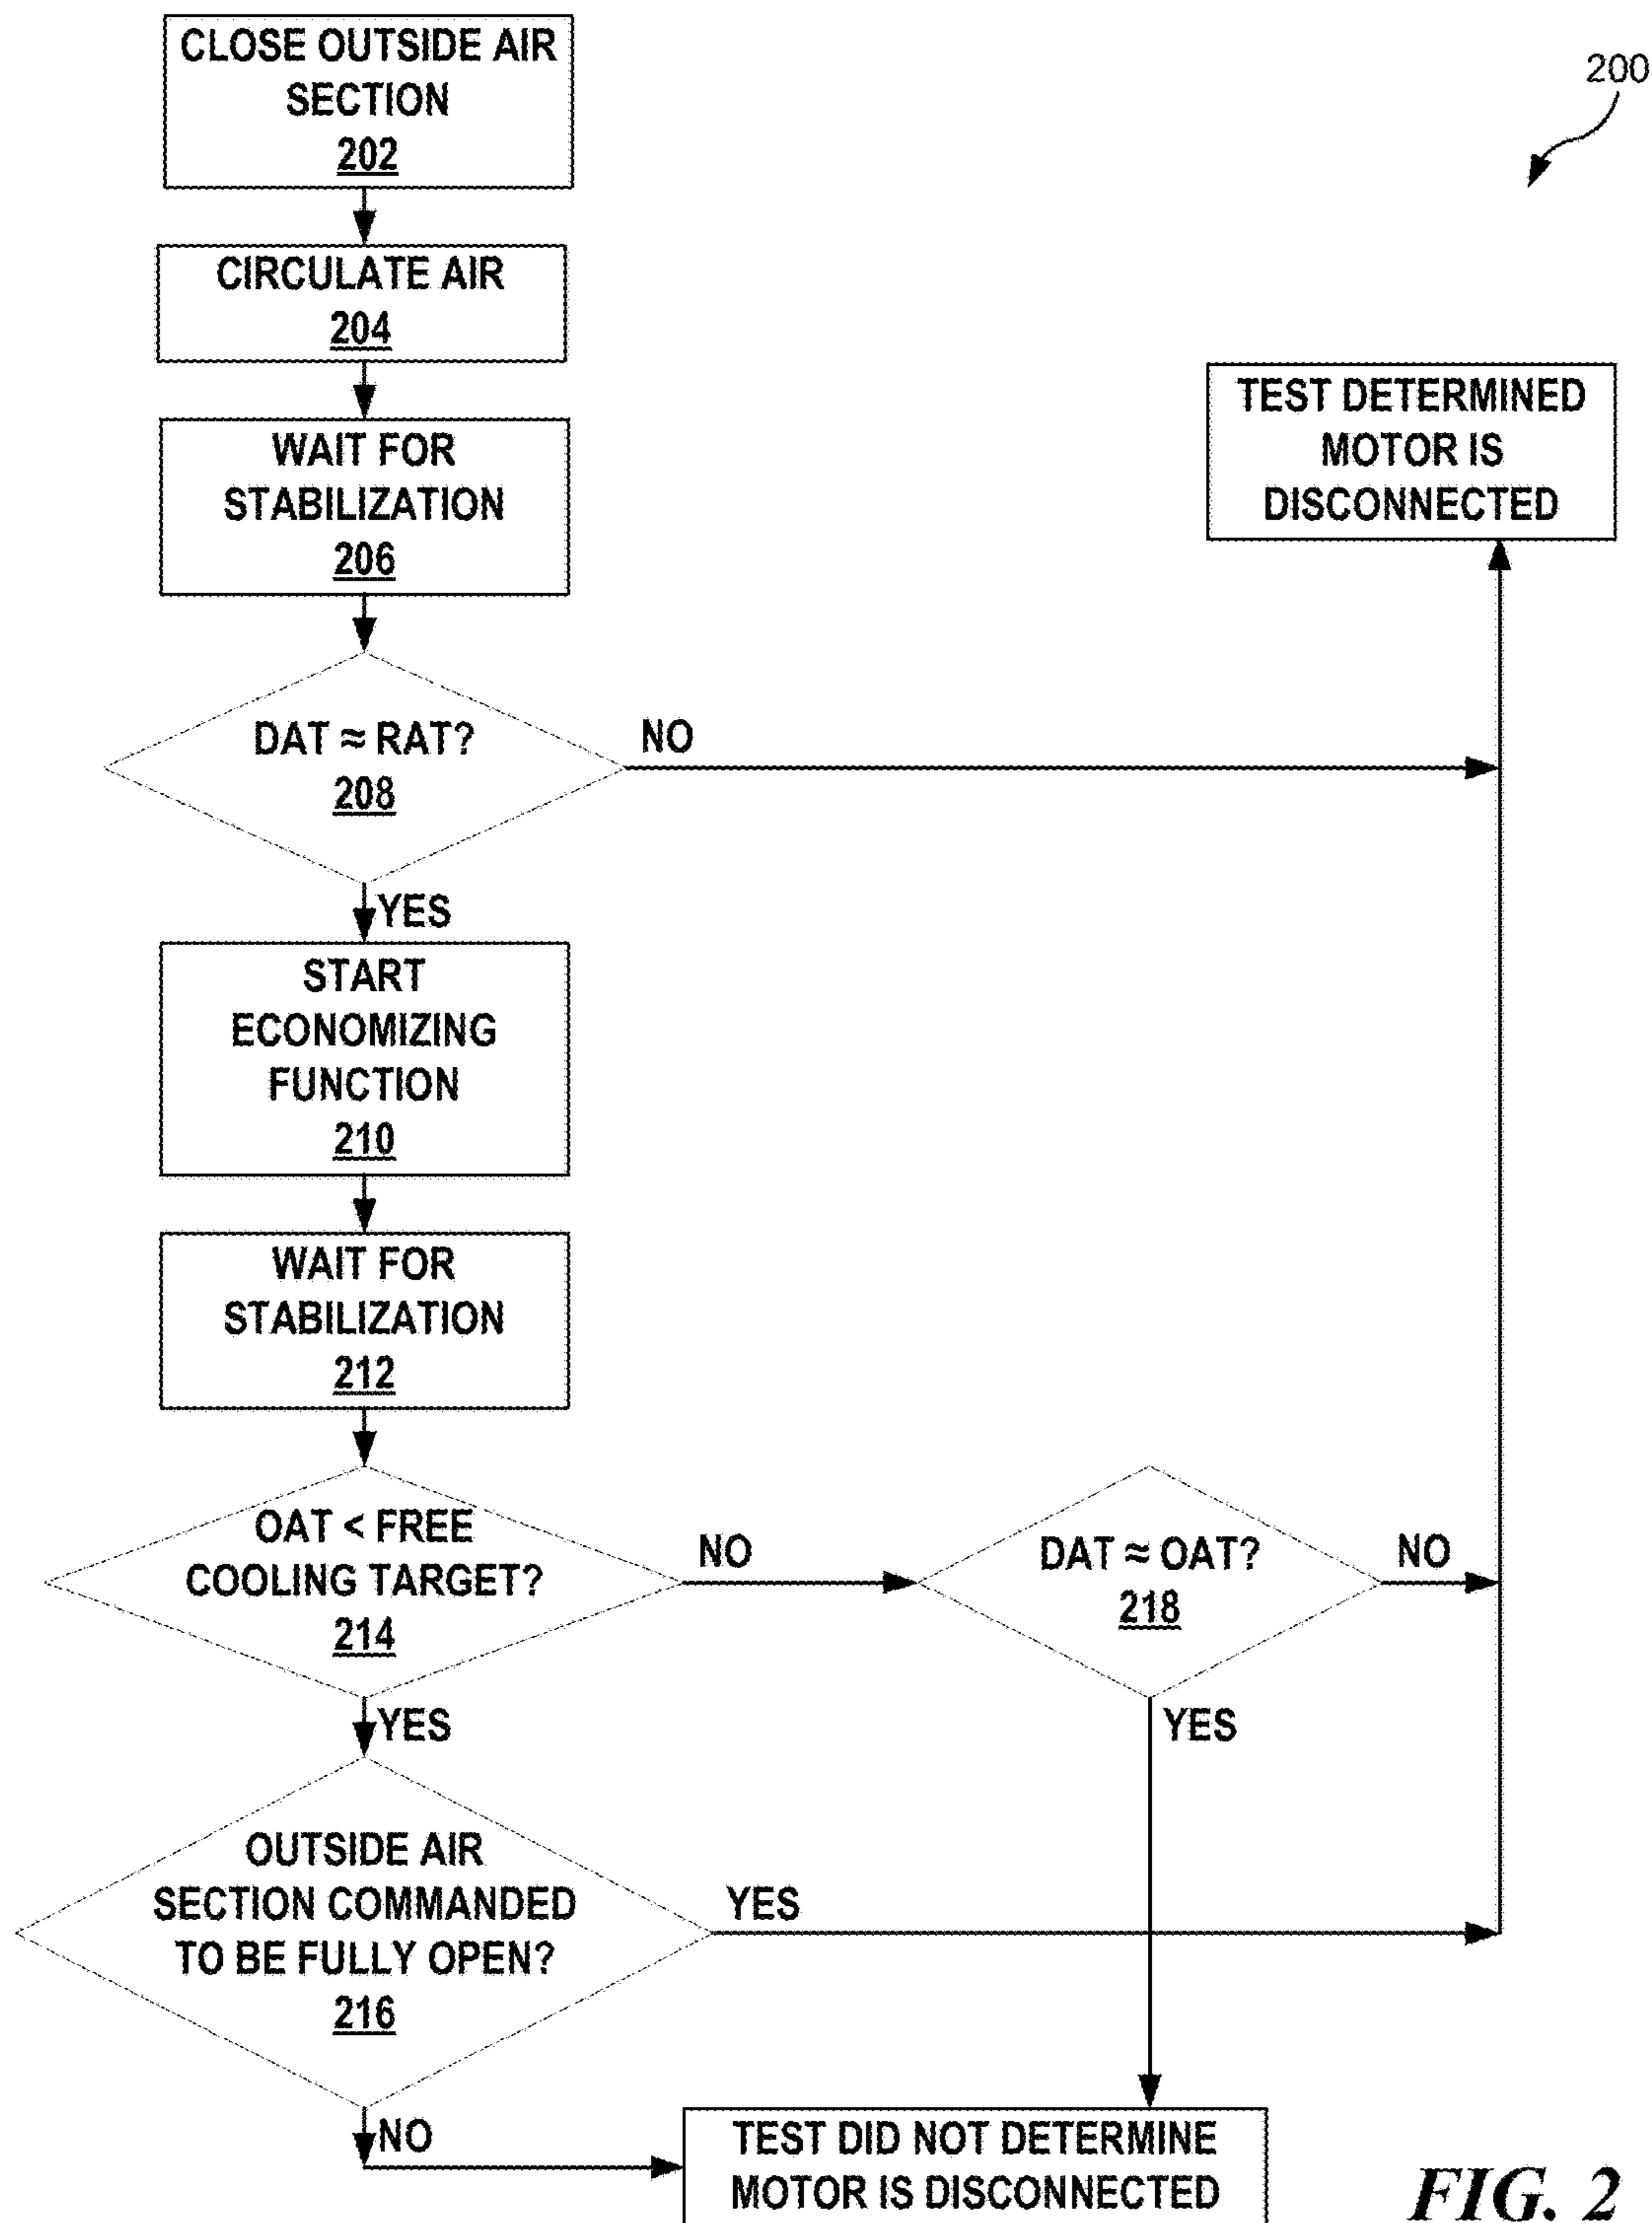 CLOSE OUTSIDE AIR
SECTION
202
200
CIRCULATE AIR
204
TEST DETERMINED
MOTOR IS
DISCONNECTED
WAIT FOR
STABILIZATION
206
DAT ≈ RAT?
208
NO
YES
START
ECONOMIZING
FUNCTION
210
WAIT FOR
STABILIZATION
212
OAT < FREE
COOLING TARGET?
214
NO
DAT ≈ OAT?
218
NO
YES
YES
OUTSIDE AIR
SECTION COMMANDED
TO BE FULLY OPEN?
216
YES
NO
TEST DID NOT DETERMINE
MOTOR IS DISCONNECTED
FIG. 2